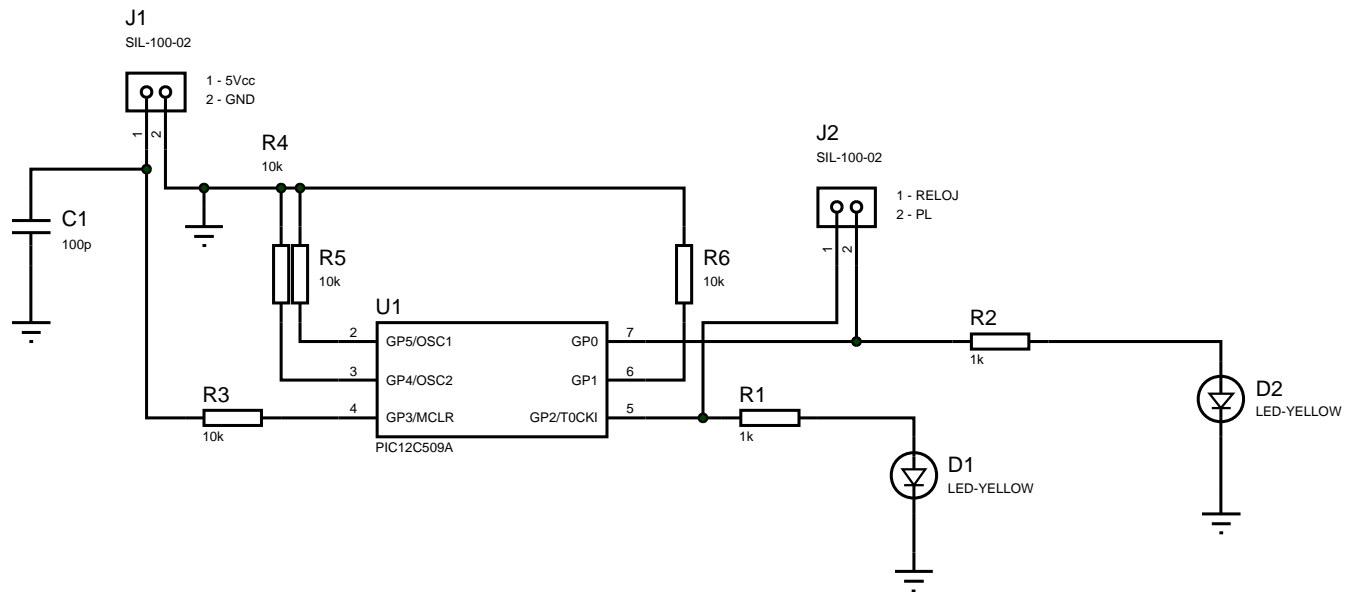 J1
SIL-100-02
1 - 5Vcc
2 - GND
1
2
R4
10k
J2
SIL-100-02
1 - RELOJ
2 - PL
1
2
C1
100p
R5
10k
R6
10k
U1
2
GP5/OSC1
GP0
7
3
GP4/OSC2
GP1
6
4
GP3/MCLR
GP2/T0CKI
5
PIC12C509A
R3
10k
R1
1k
R2
1k
D2
LED-YELLOW
D1
LED-YELLOW